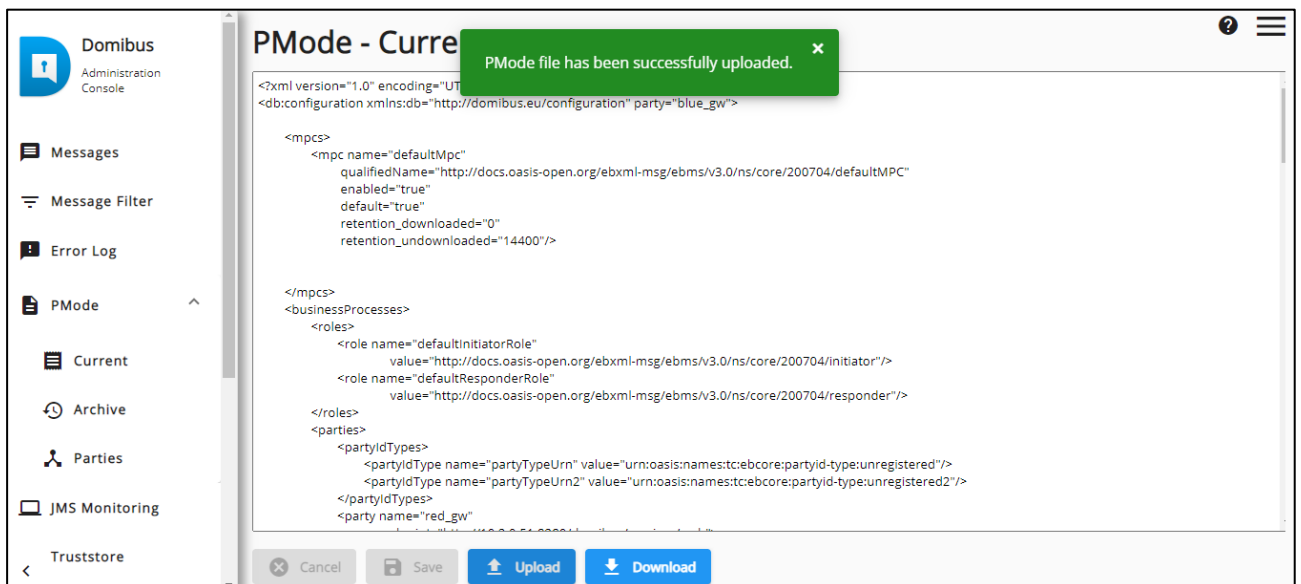 Domibus
Administration
Console
Messages
Message Filter
Error Log
PMode
Current
Archive
Parties
JMS Monitoring
Truststore
PMode - Curre
PMode file has been successfully uploaded.
<?xml version="1.0" encoding="UT
<db:configuration xmlns:db="http://domibus.eu/configuration" party="blue_gw">
<mpcs>
<mpc name="defaultMpc"
qualifiedName="http://docs.oasis-open.org/ebxml-msg/ebms/v3.0/ns/core/200704/defaultMPC"
enabled="true"
default="true"
retention_downloaded="0"
retention_undownloaded="14400"/>
</mpcs>
<businessProcesses>
<roles>
<role name="defaultInitiatorRole"
value="http://docs.oasis-open.org/ebxml-msg/ebms/v3.0/ns/core/200704/initiator"/>
<role name="defaultResponderRole"
value="http://docs.oasis-open.org/ebxml-msg/ebms/v3.0/ns/core/200704/responder"/>
</roles>
<parties>
<partyIdTypes>
<partyIdType name="partyTypeUrn" value="urn:oasis:names:tc:ebcore:partyid-type:unregistered"/>
<partyIdType name="partyTypeUrn2" value="urn:oasis:names:tc:ebcore:partyid-type:unregistered2"/>
</partyIdTypes>
<party name="red_gw"
Cancel
Save
Upload
Download